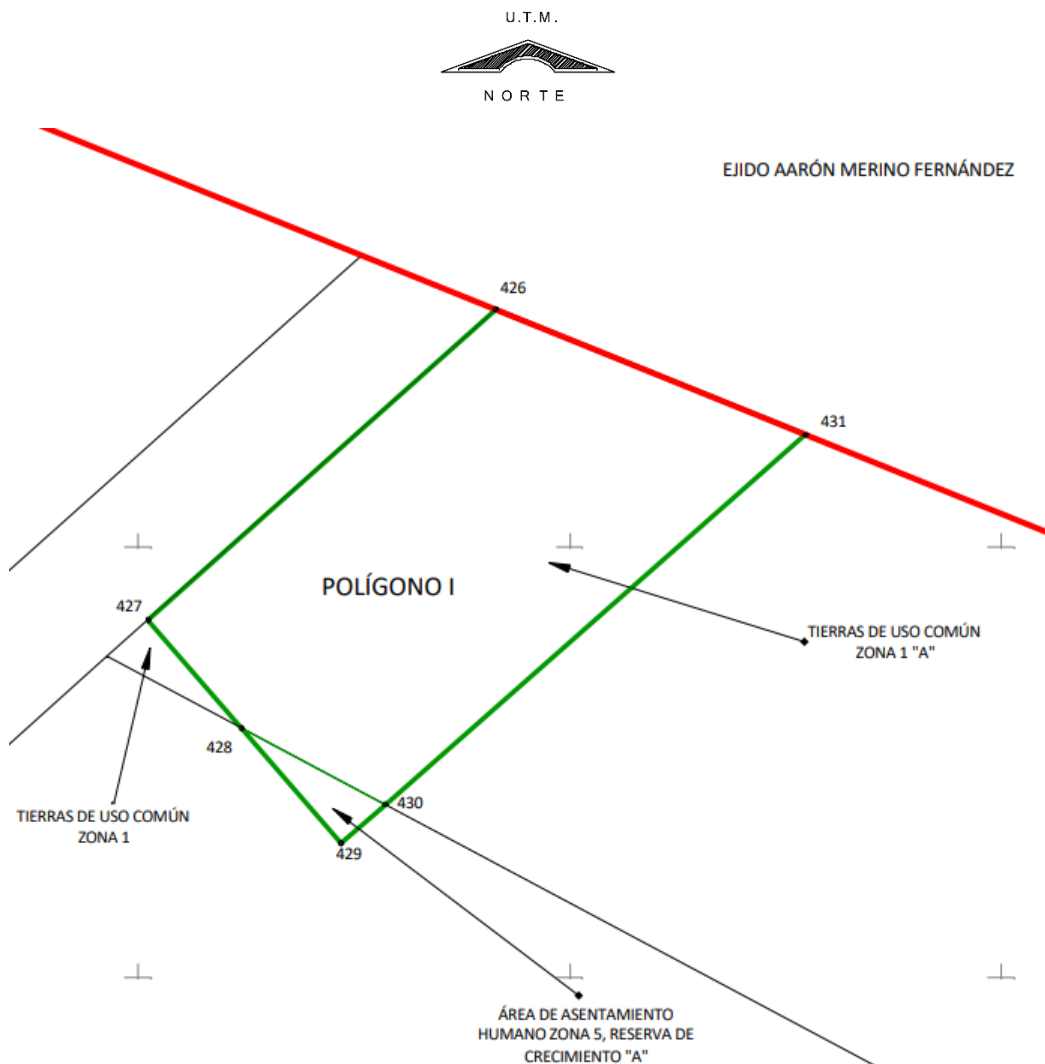 U.T.M.
NORTE
EJIDO AARÓN MERINO FERNÁNDEZ
426
431
POLÍGONO I
427
TIERRAS DE USO COMÚN
ZONA 1 "A"
428
430
TIERRAS DE USO COMÚN
ZONA 1
429
ÁREA DE ASENTAMIENTO
HUMANO ZONA 5, RESERVA DE
CRECIMIENTO "A"